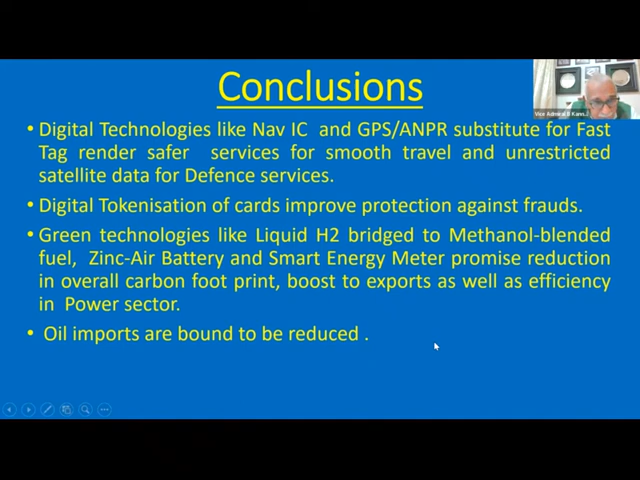 Conclusions
Vice Admiral B Kann...
• Digital Technologies like Nav IC and GPS/ANPR substitute for Fast
Tag render safer services for smooth travel and unrestricted
satellite data for Defence services.
• Digital Tokenisation of cards improve protection against frauds.
• Green technologies like Liquid H2 bridged to Methanol-blended
fuel, Zinc-Air Battery and Smart Energy Meter promise reduction
in overall carbon foot print, boost to exports as well as efficiency
in Power sector.
• Oil imports are bound to be reduced .